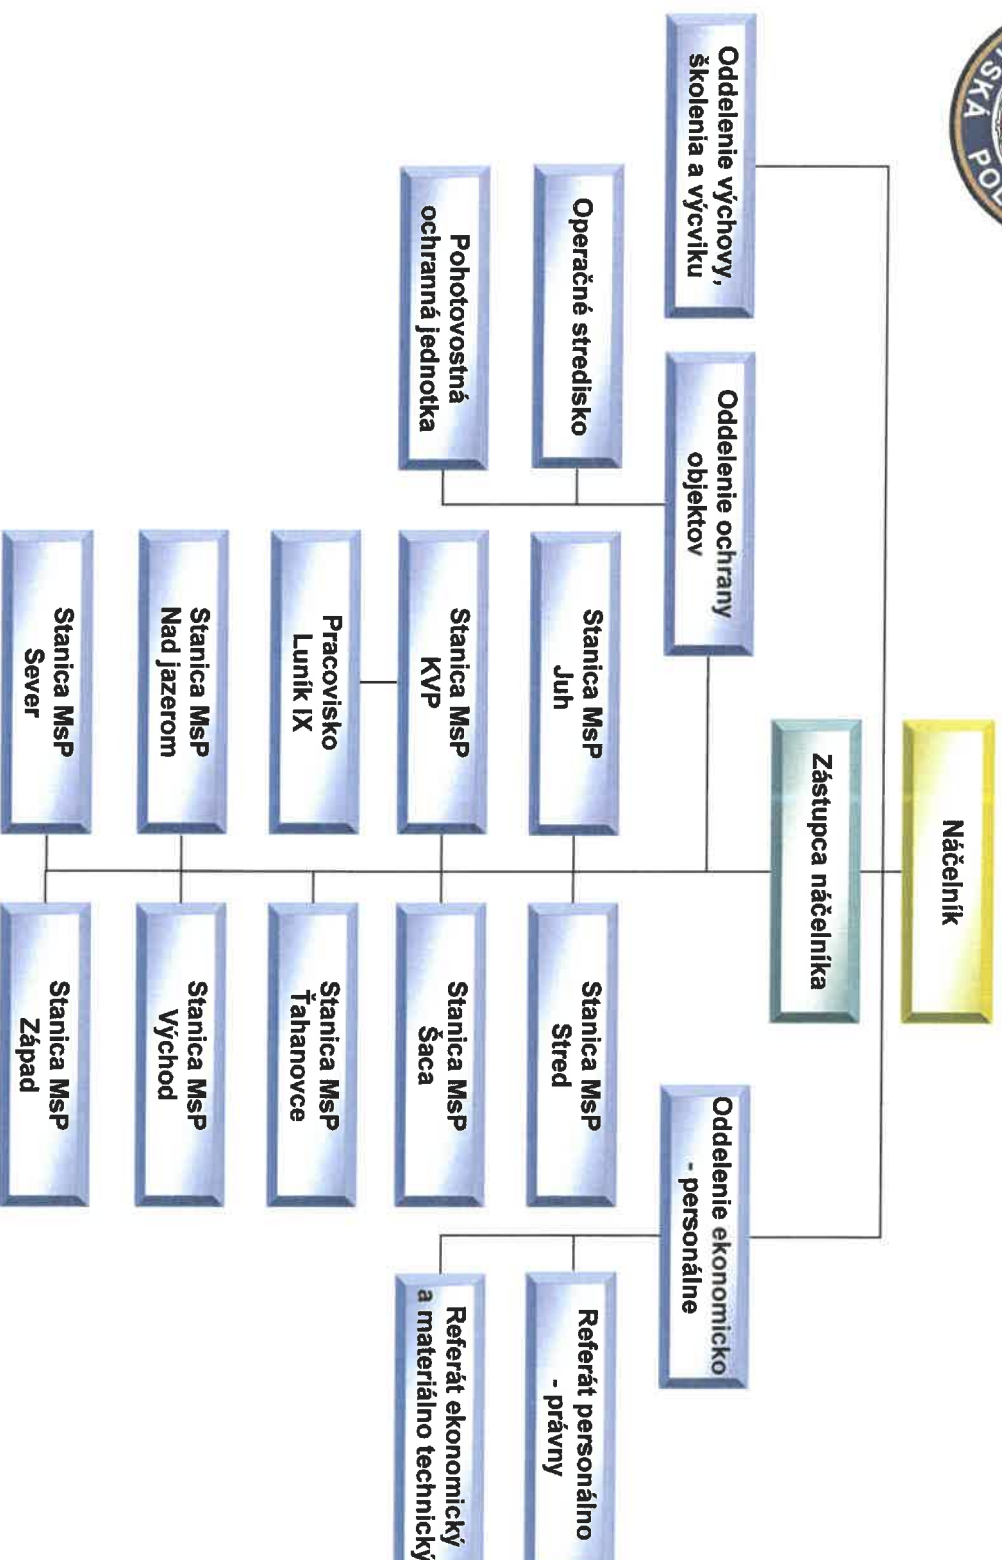 SKÁ
Náčelník
Zástupca náčelníka
Oddelenie výchovy,
školenia a výcviku
Oddelenie ochrany
objektov
Oddelenie ekonomicko
- personálne
Operačné stredisko
Pohotovostná
ochranná jednotka
Stanica MsP
Juh
Stanica MsP
Stred
Referát personálno
- právny
Stanica MsP
KVP
Stanica MsP
Šaca
Referát ekonomický
a materiálno technický
Pracovisko
Luník IX
Stanica MsP
Ťahanovce
Stanica MsP
Nad jazerom
Stanica MsP
Východ
Stanica MsP
Sever
Stanica MsP
Západ